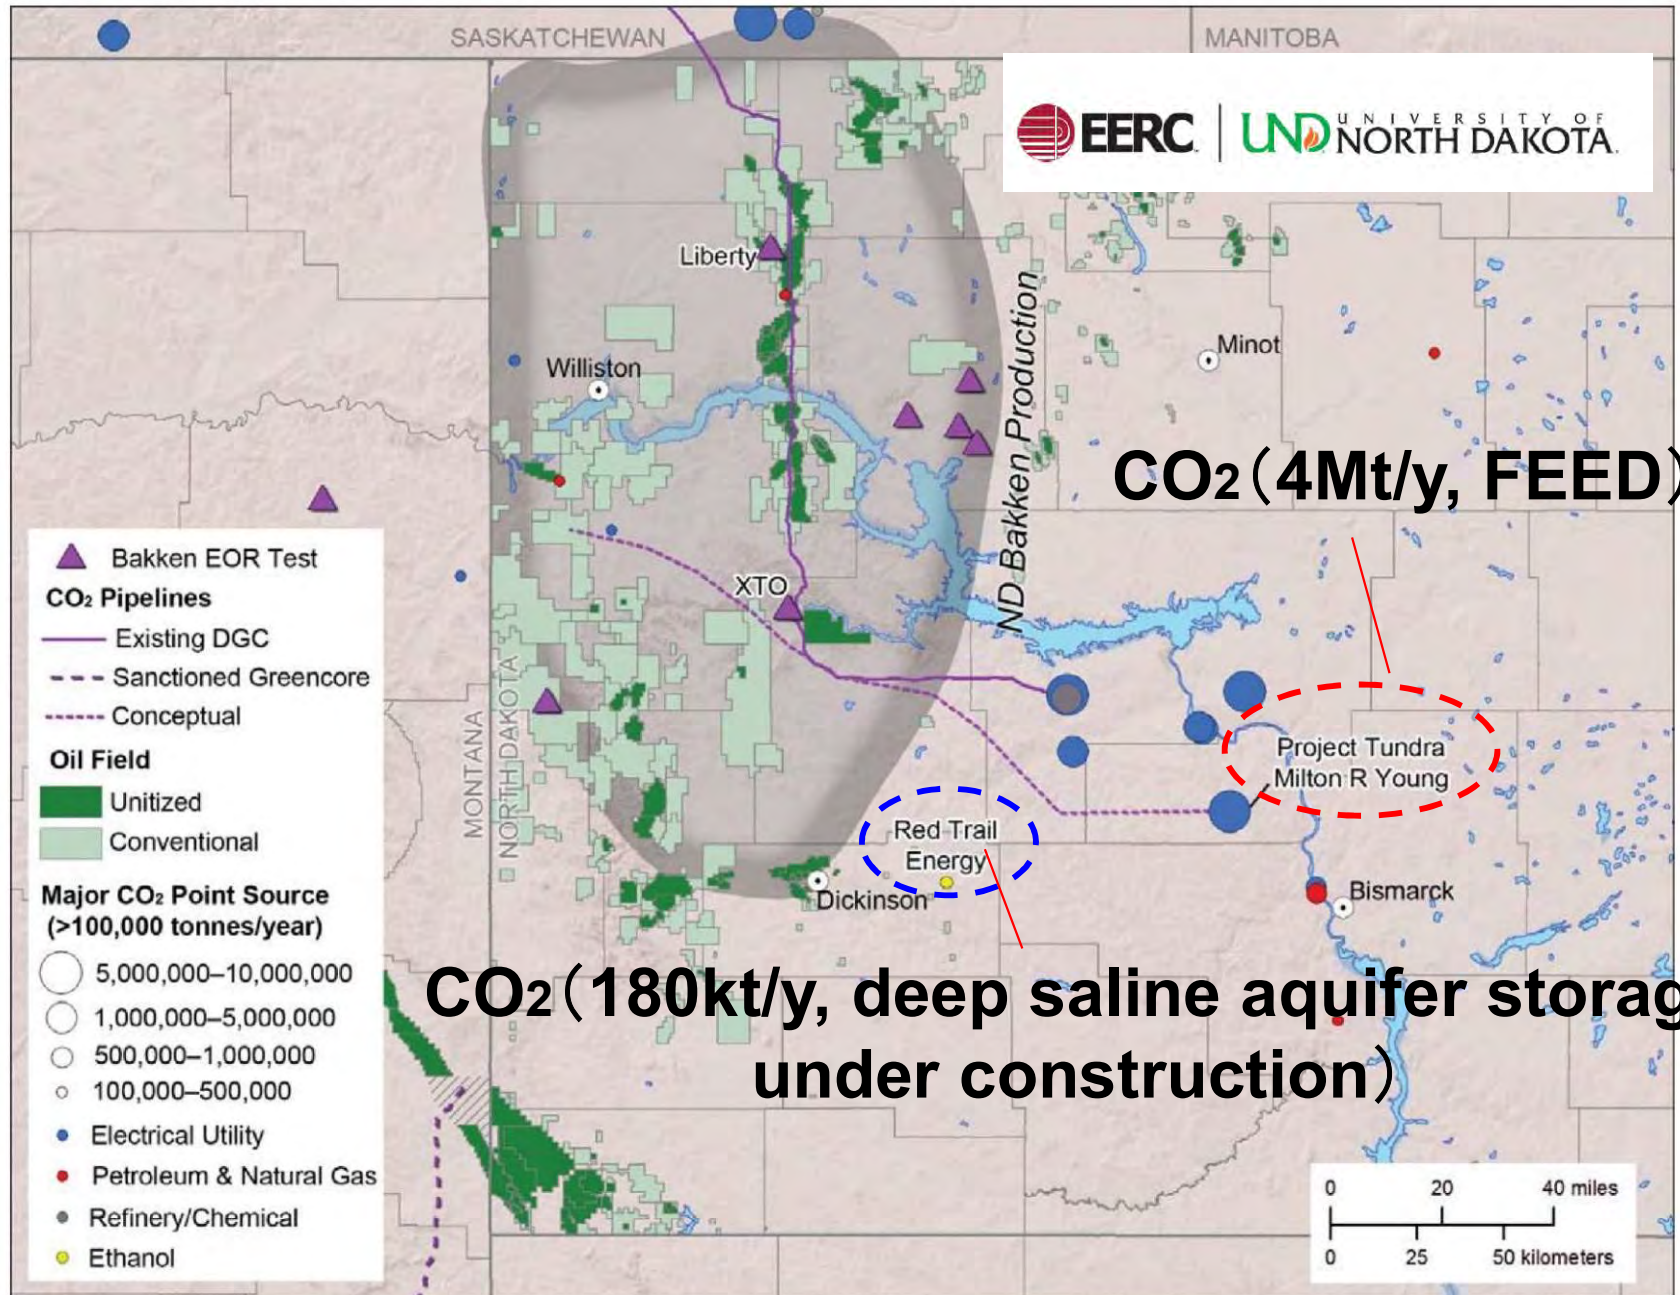 SASKATCHEWAN
MANITOBA
EERC
UND UNIVERSITY OF
NORTH DAKOTA
Liberty
Williston
Minot
ND Bakken Production
CO2（4Mt/y, FEED）
XTO
MONTANA
NORTH DAKOTA
Project Tundra
Milton R Young
Red Trail
Energy
Dickinson
Bismarck
CO2（180kt/y, deep saline aquifer storag
under construction）
Bakken EOR Test
CO2 Pipelines
Existing DGC
Sanctioned Greencore
Conceptual
Oil Field
Unitized
Conventional
Major CO2 Point Source
(>100,000 tonnes/year)
5,000,000–10,000,000
1,000,000–5,000,000
500,000–1,000,000
100,000–500,000
Electrical Utility
Petroleum & Natural Gas
Refinery/Chemical
Ethanol
0 20 40 miles
0 25 50 kilometers